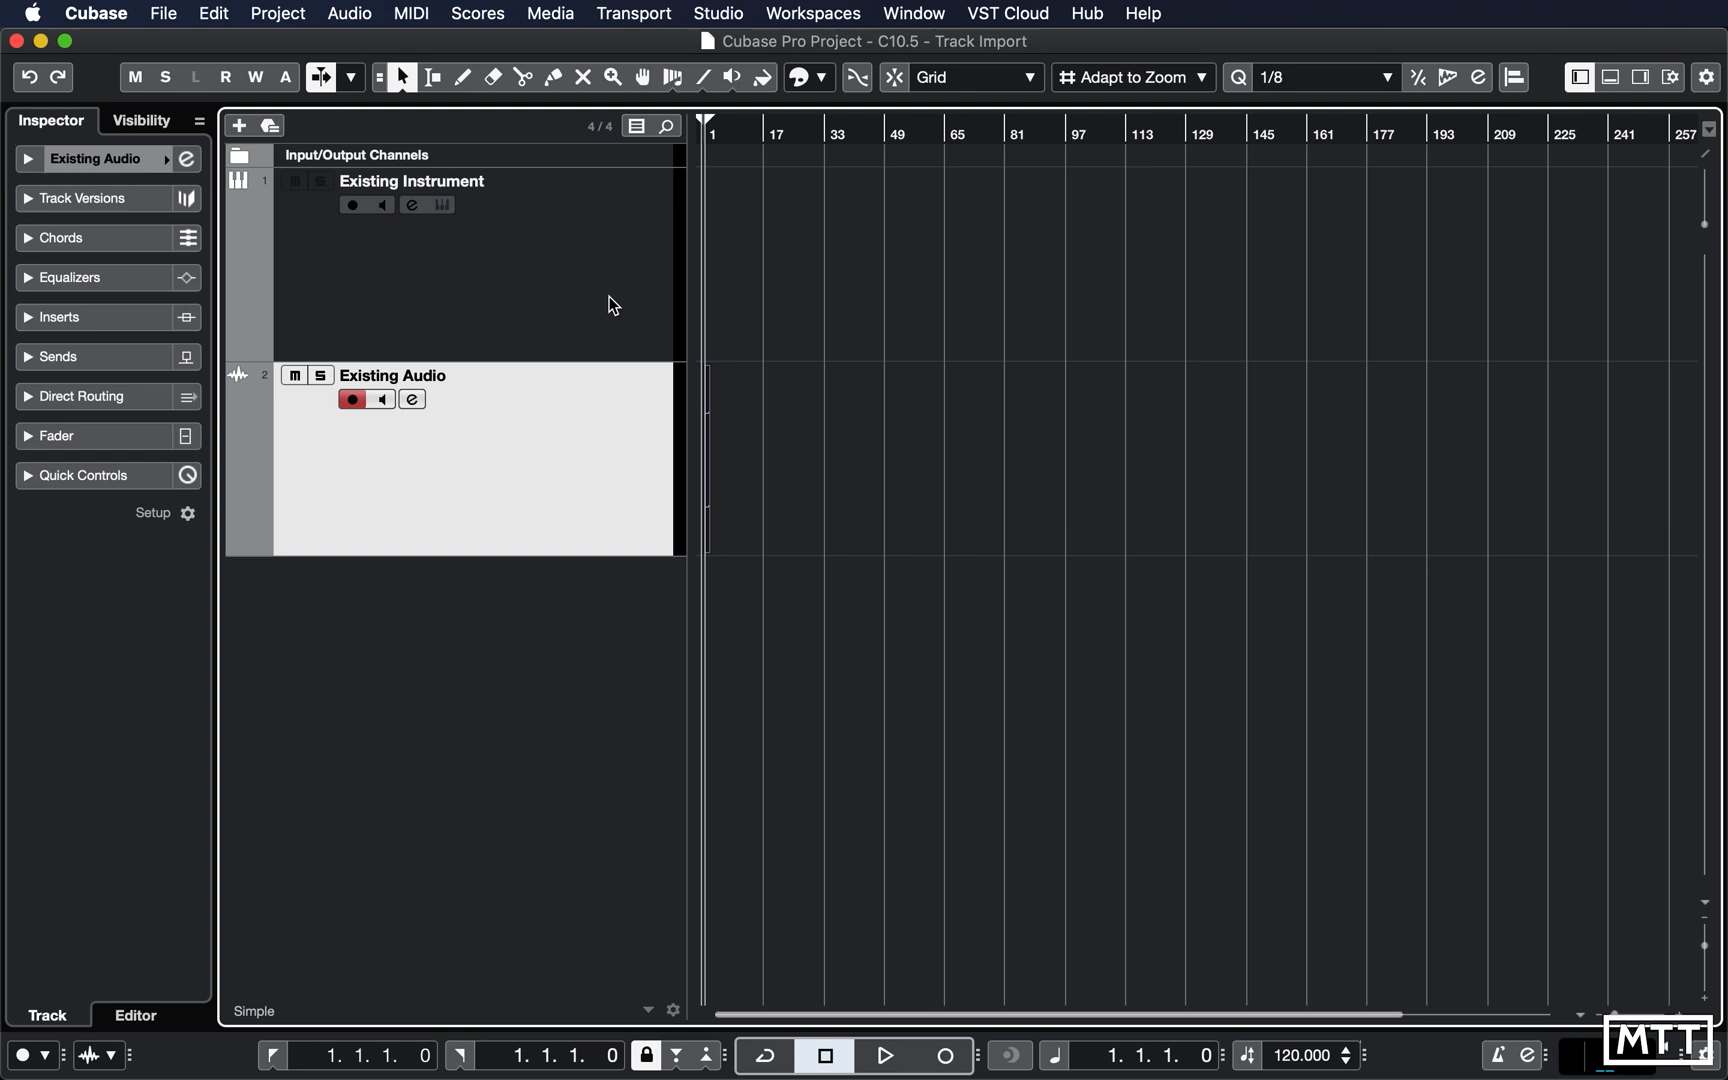 Cubase File Edit Project Audio MIDI Scores Media Transport Studio Workspaces Window VST Cloud Hub Help
Cubase Pro Project - C10.5 - Track Import
M S L R W A Grid Adapt to Zoom Q 1/8
Inspector Visibility
4 / 4
1 17 33 49 65 81 97 113 129 145 161 177 193 209 225 241 257
Input/Output Channels
Existing Audio e
1 m S Existing Instrument
e
Track Versions
Chords
Equalizers
Inserts
Sends
2 m S Existing Audio
e
Direct Routing
Fader
Quick Controls
Setup
Simple
Track Editor
1. 1. 1. 0 1. 1. 1. 0 1. 1. 1. 0 120.000 e
MTT